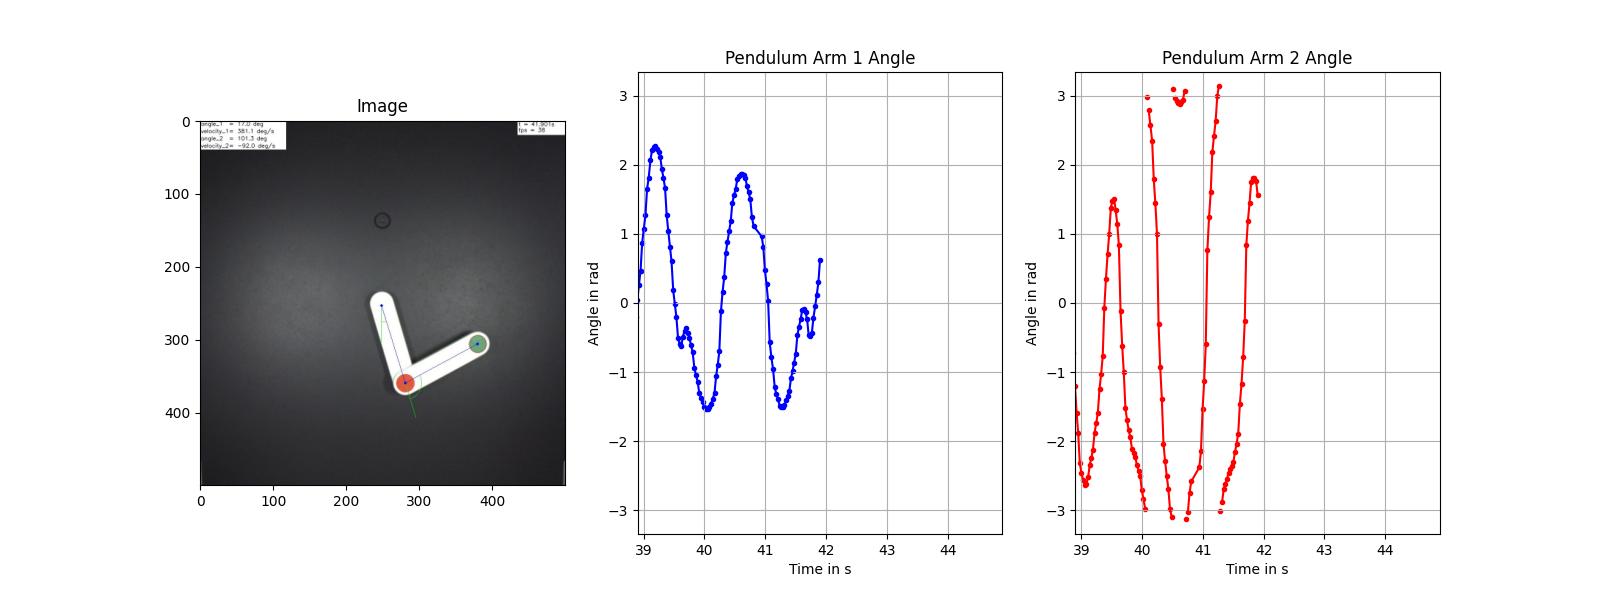 Image
Pendulum Arm 1 Angle
Pendulum Arm 2 Angle
angle_1 = 17.0 deg
velocity_1= 381.1 deg/s
angle_2 = 101.3 deg
velocity_2= -92.0 deg/s
t = 41.901s
fps = 38
0
100
200
300
400
0
100
200
300
400
Angle in rad
3
2
1
0
−1
−2
−3
39
40
41
42
43
44
Time in s
Angle in rad
3
2
1
0
−1
−2
−3
39
40
41
42
43
44
Time in s